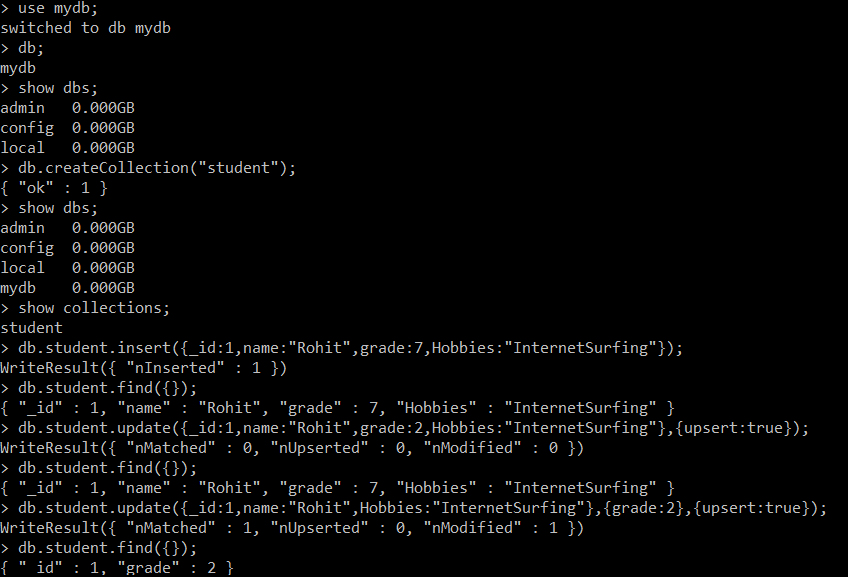 > use mydb;
switched to db mydb
> db;
mydb
> show dbs;
admin   0.000GB
config  0.000GB
local   0.000GB
> db.createCollection("student");
{ "ok" : 1 }
> show dbs;
admin   0.000GB
config  0.000GB
local   0.000GB
mydb    0.000GB
> show collections;
student
> db.student.insert({_id:1,name:"Rohit",grade:7,Hobbies:"InternetSurfing"});
WriteResult({ "nInserted" : 1 })
> db.student.find({});
{ "_id" : 1, "name" : "Rohit", "grade" : 7, "Hobbies" : "InternetSurfing" }
> db.student.update({_id:1,name:"Rohit",grade:2,Hobbies:"InternetSurfing"},{upsert:true});
WriteResult({ "nMatched" : 0, "nUpserted" : 0, "nModified" : 0 })
> db.student.find({});
{ "_id" : 1, "name" : "Rohit", "grade" : 7, "Hobbies" : "InternetSurfing" }
> db.student.update({_id:1,name:"Rohit",Hobbies:"InternetSurfing"},{grade:2},{upsert:true});
WriteResult({ "nMatched" : 1, "nUpserted" : 0, "nModified" : 1 })
> db.student.find({});
{ "_id" : 1, "grade" : 2 }